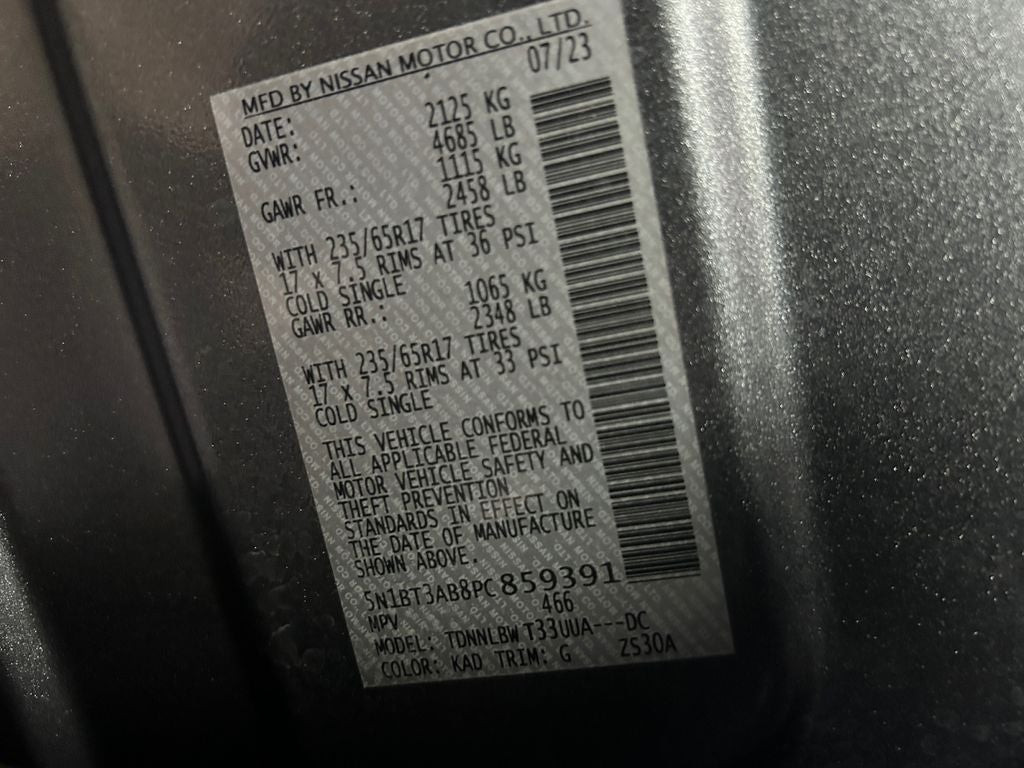 MFD BY NISSAN MOTOR CO., LTD.
DATE: 07/23
GVWR: 2125 KG
4685 LB
GAWR FR.: 1115 KG
2458 LB
WITH 235/65R17 TIRES
17 X 7.5 RIMS AT 36 PSI
COLD SINGLE
GAWR RR.: 1065 KG
2348 LB
WITH 235/65R17 TIRES
17 X 7.5 RIMS AT 33 PSI
COLD SINGLE
THIS VEHICLE CONFORMS TO
ALL APPLICABLE FEDERAL
MOTOR VEHICLE SAFETY AND
THEFT PREVENTION
STANDARDS IN EFFECT ON
THE DATE OF MANUFACTURE
SHOWN ABOVE.
5N1BT3AB8PC859391
MPV 466
MODEL: TDNNLBW T33UUA---DC
COLOR: KAD TRIM: G ZS30A